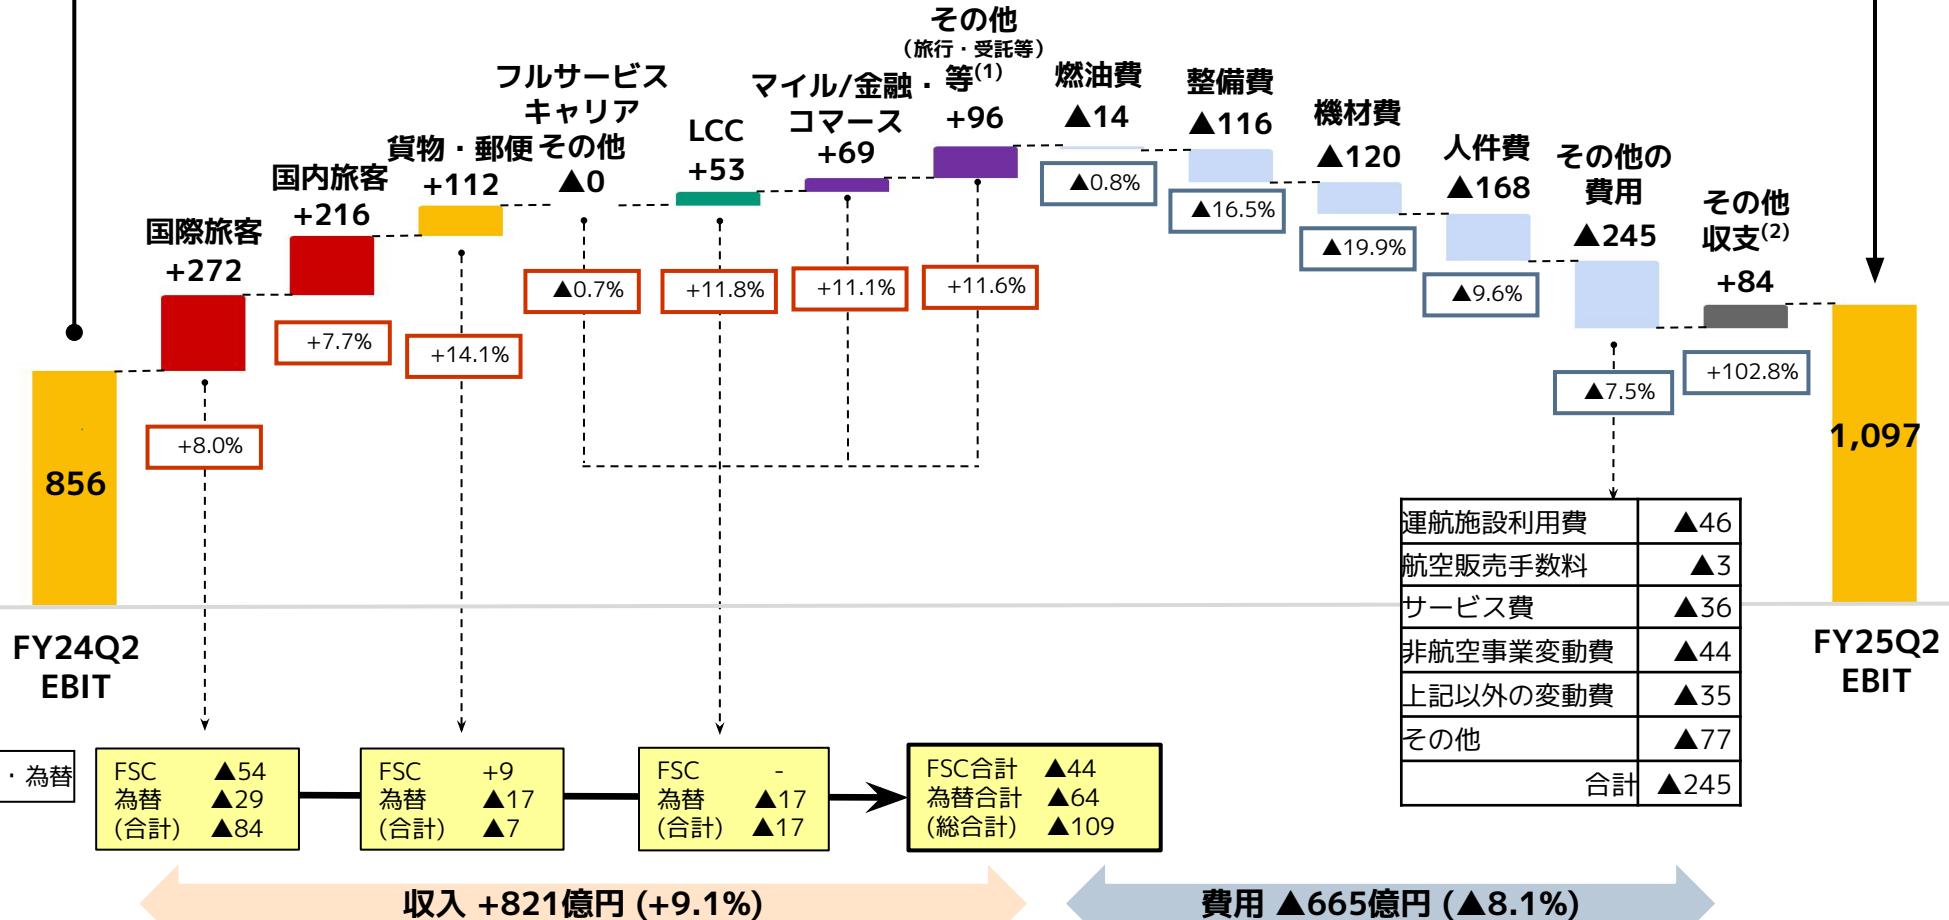 国際旅客
+272
+8.0%
国内旅客
+216
+7.7%
貨物・郵便
+112
+14.1%
フルサービス
キャリア
その他
▲0
▲0.7%
LCC
+53
+11.8%
マイル/金融・
コマース
+69
+11.1%
その他
(旅行・受託等)
等(1)
+96
+11.6%
燃油費
▲14
▲0.8%
整備費
▲116
▲16.5%
機材費
▲120
▲19.9%
人件費
▲168
▲9.6%
その他の
費用
▲245
▲7.5%
その他
収支(2)
+84
+102.8%
856
FY24Q2
EBIT
1,097
FY25Q2
EBIT
運航施設利用費 ▲46
航空販売手数料 ▲3
サービス費 ▲36
非航空事業変動費 ▲44
上記以外の変動費 ▲35
その他 ▲77
合計 ▲245
・為替
FSC ▲54
為替 ▲29
(合計) ▲84
FSC +9
為替 ▲17
(合計) ▲7
FSC -
為替 ▲17
(合計) ▲17
FSC合計 ▲44
為替合計 ▲64
(総合計) ▲109
収入 +821億円 (+9.1%)
費用 ▲665億円 (▲8.1%)